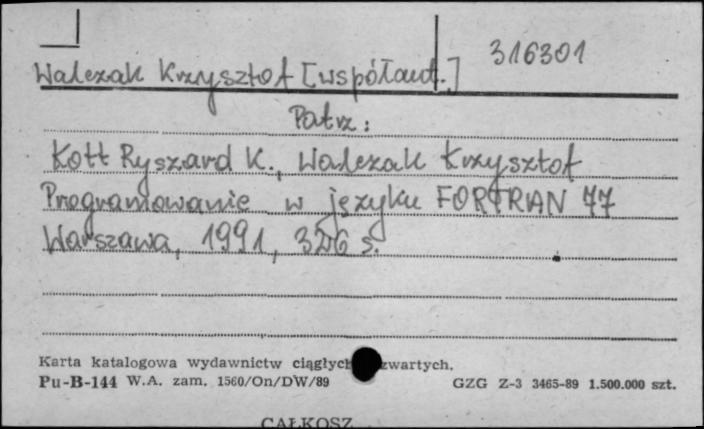 316301
Walczak Krzysztof [współaut.]
Patrz:
Kott Ryszard K., Walczak Krzysztof
Programowanie w języku FORTRAN 77
Warszawa, 1991, 326 s.
Karta katalogowa wydawnictw ciągłych zwartych.
Pu-B-144 W.A. zam. 1560/On/DW/89 GZG Z-3 3465-89 1.500.000 szt.
CAŁKOSZ